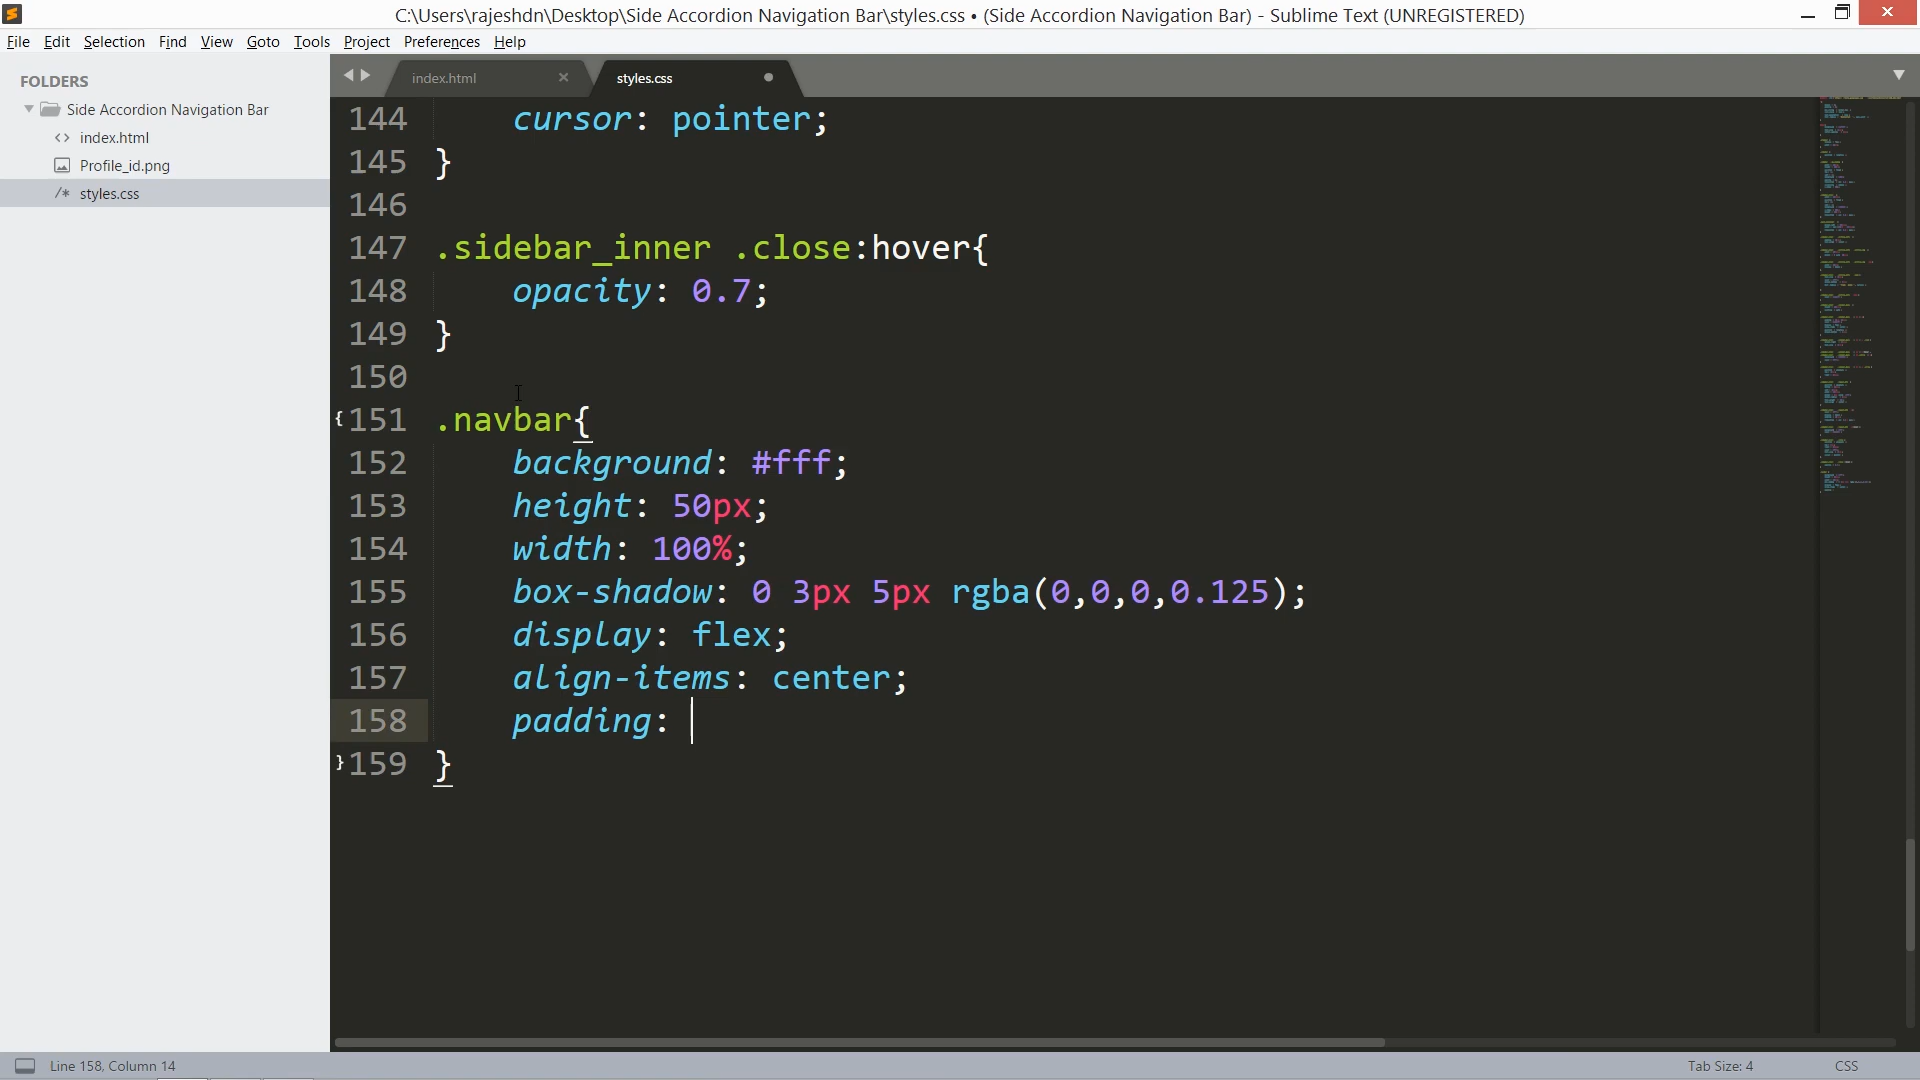 C:\Users\rajeshdn\Desktop\Side Accordion Navigation Bar\styles.css • (Side Accordion Navigation Bar) - Sublime Text (UNREGISTERED)
File Edit Selection Find View Goto Tools Project Preferences Help
FOLDERS
Side Accordion Navigation Bar
index.html
Profile_id.png
styles.css
index.html
styles.css
144 cursor: pointer;
145 }
146
147 .sidebar_inner .close:hover{
148 opacity: 0.7;
149 }
150
151 .navbar{
152 background: #fff;
153 height: 50px;
154 width: 100%;
155 box-shadow: 0 3px 5px rgba(0,0,0,0.125);
156 display: flex;
157 align-items: center;
158 padding:
159 }
Line 158, Column 14
Tab Size: 4
CSS